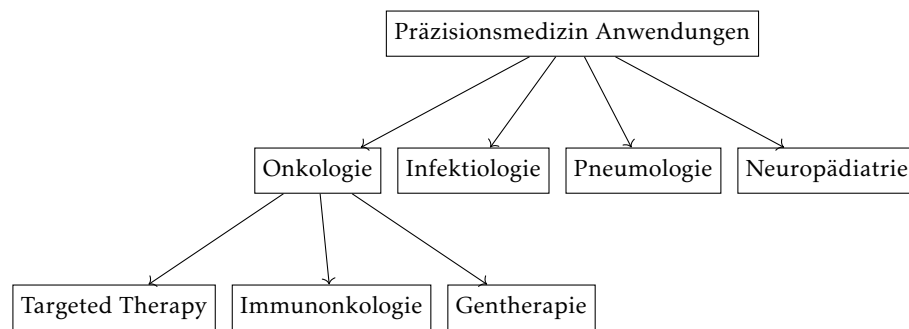 Präzisionsmedizin Anwendungen
Onkologie
Infektiologie
Pneumologie
Neuropädiatrie
Targeted Therapy
Immunonkologie
Gentherapie